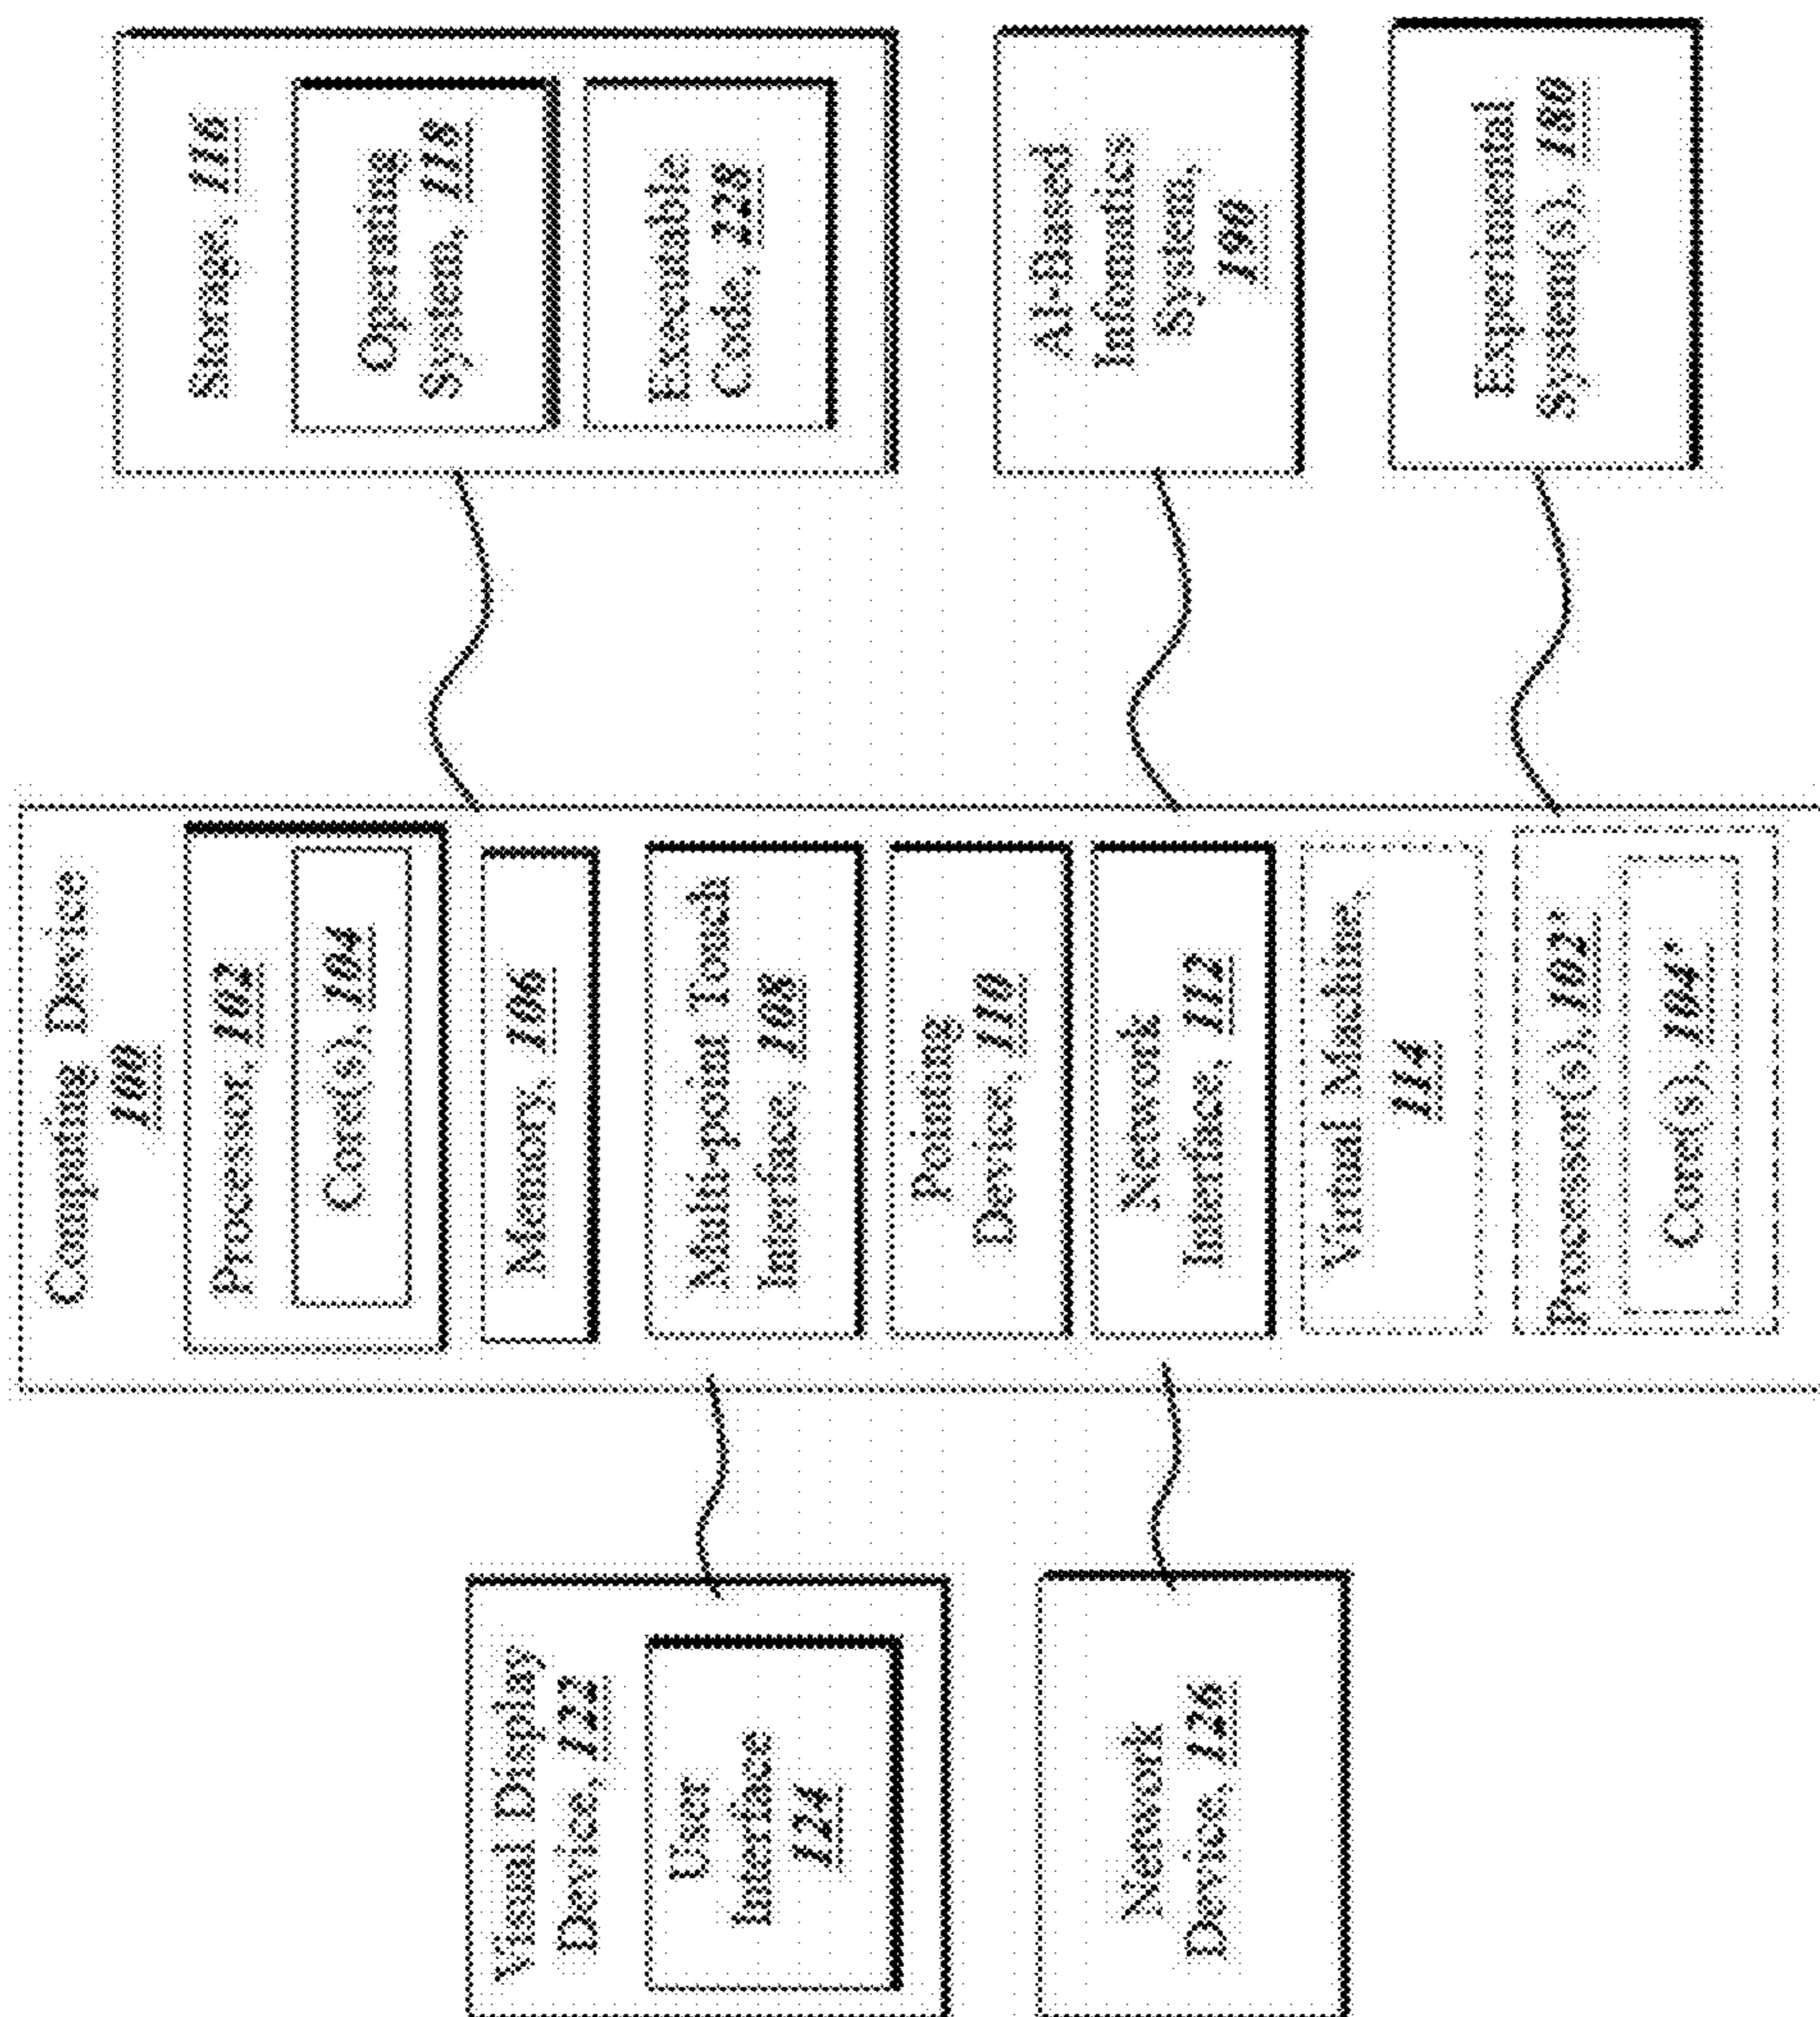 Visual Display
Device, 122
User
Interface
124
Network
Device, 126
Computing Device
100
Processor, 102
Core(s), 104
Memory, 106
Multi-point Touch
Interface, 108
Pointing
Device, 110
Network
Interface, 112
Virtual Machine,
114
Processor(s), 102'
Core(s), 104'
Storage, 116
Operating
System, 118
Executable
Code, 128
AI-Based
Informatics
System,
190
Experimental
System(s), 180